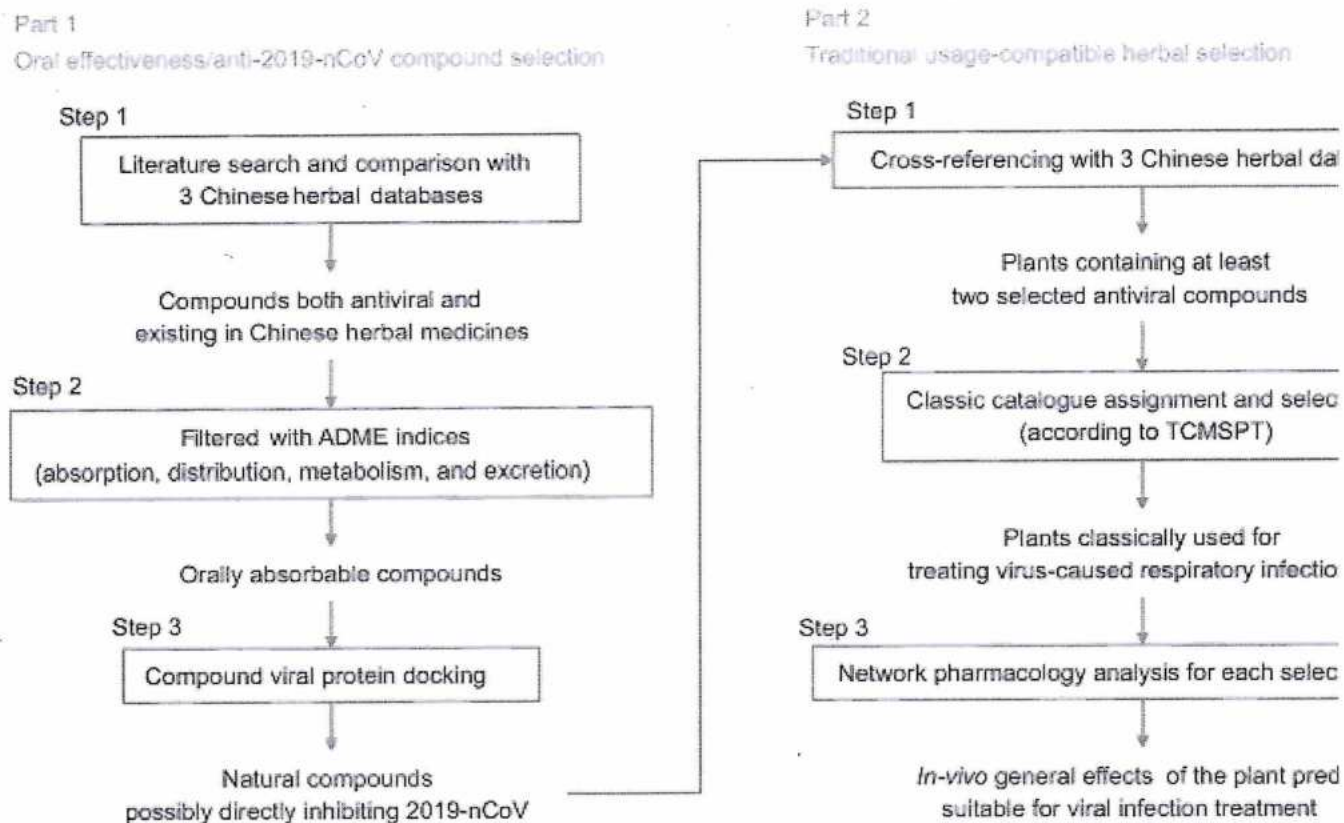 Part 1
Oral effectiveness/anti-2019-nCoV compound selection
Step 1
Literature search and comparison with
3 Chinese herbal databases
Compounds both antiviral and
existing in Chinese herbal medicines
Step 2
Filtered with ADME indices
(absorption, distribution, metabolism, and excretion)
Orally absorbable compounds
Step 3
Compound viral protein docking
Natural compounds
possibly directly inhibiting 2019-nCoV
Part 2
Traditional usage-compatible herbal selection
Step 1
Cross-referencing with 3 Chinese herbal
Plants containing at least
two selected antiviral compounds
Step 2
Classic catalogue assignment and
(according to TCMSPT)
Plants classically used for
treating virus-caused respiratory
Step 3
Network pharmacology analysis for each
In-vivo general effects of the plant
suitable for viral infection treatment